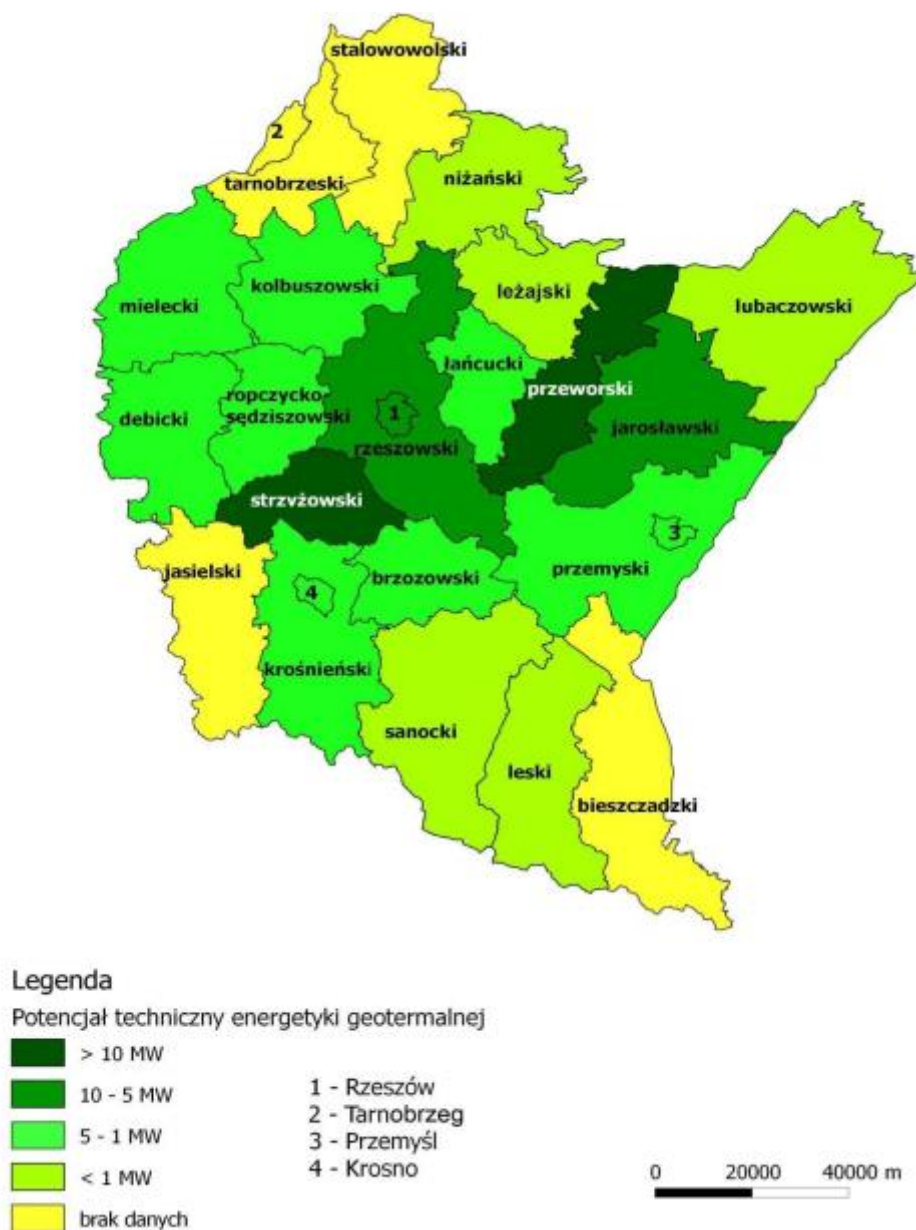 stalowowolski
2
tarnobrzeski
niżański
mielecki
kolbuszowski
leżajski
lubaczowski
łańcucki
przeworski
debicki
ropczycko-
sędziszowski
1
rzeszowski
jarosławski
strzyżowski
3
jasielski
4
brzozowski
przemyski
krośnieński
sanocki
leski
bieszczadzki
Legenda
Potencjał techniczny energetyki geotermalnej
> 10 MW
10 - 5 MW
5 - 1 MW
< 1 MW
brak danych
1 - Rzeszów
2 - Tarnobrzeg
3 - Przemyśl
4 - Krosno
0 20000 40000 m